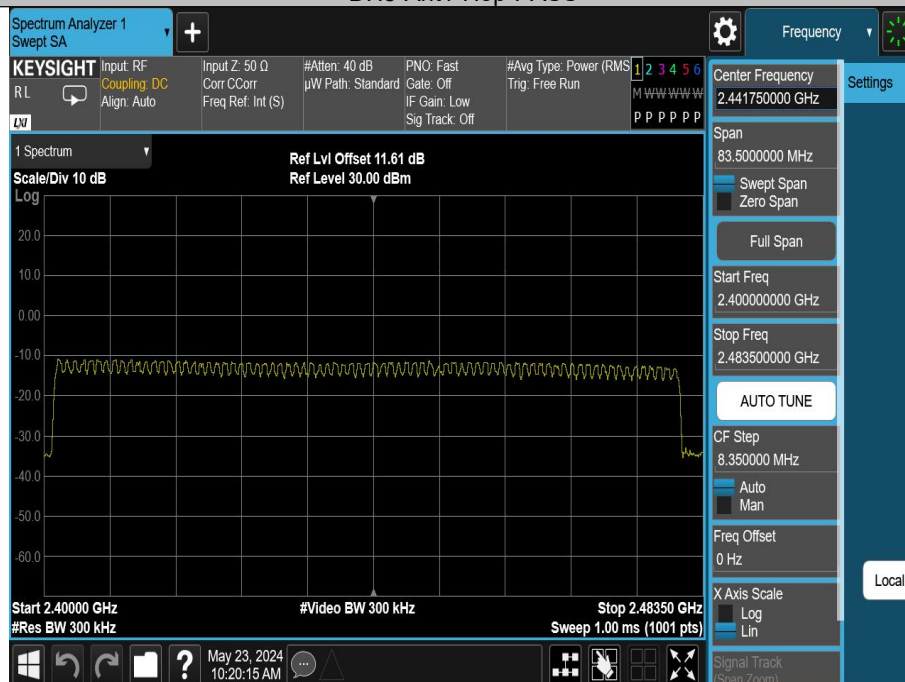 Spectrum Analyzer 1
Swept SA
+
Frequency
KEYSIGHT
RL
LXI
Input: RF
Coupling: DC
Align: Auto
Input Z: 50 Ω
Corr CCorr
Freq Ref: Int (S)
#Atten: 40 dB
µW Path: Standard
PNO: Fast
Gate: Off
IF Gain: Low
Sig Track: Off
#Avg Type: Power (RMS
Trig: Free Run
1 2 3 4 5 6
M W W W W W
P P P P P P
1 Spectrum
Scale/Div 10 dB
Log
Ref Lvl Offset 11.61 dB
Ref Level 30.00 dBm
20.0
10.0
0.00
-10.0
-20.0
-30.0
-40.0
-50.0
-60.0
Start 2.40000 GHz
#Res BW 300 kHz
#Video BW 300 kHz
Stop 2.48350 GHz
Sweep 1.00 ms (1001 pts)
Center Frequency
2.441750000 GHz
Settings
Span
83.5000000 MHz
Swept Span
Zero Span
Full Span
Start Freq
2.400000000 GHz
Stop Freq
2.483500000 GHz
AUTO TUNE
CF Step
8.350000 MHz
Auto
Man
Freq Offset
0 Hz
X Axis Scale
Log
Lin
Local
Signal Track
(Span Zoom)
?
May 23, 2024
10:20:15 AM